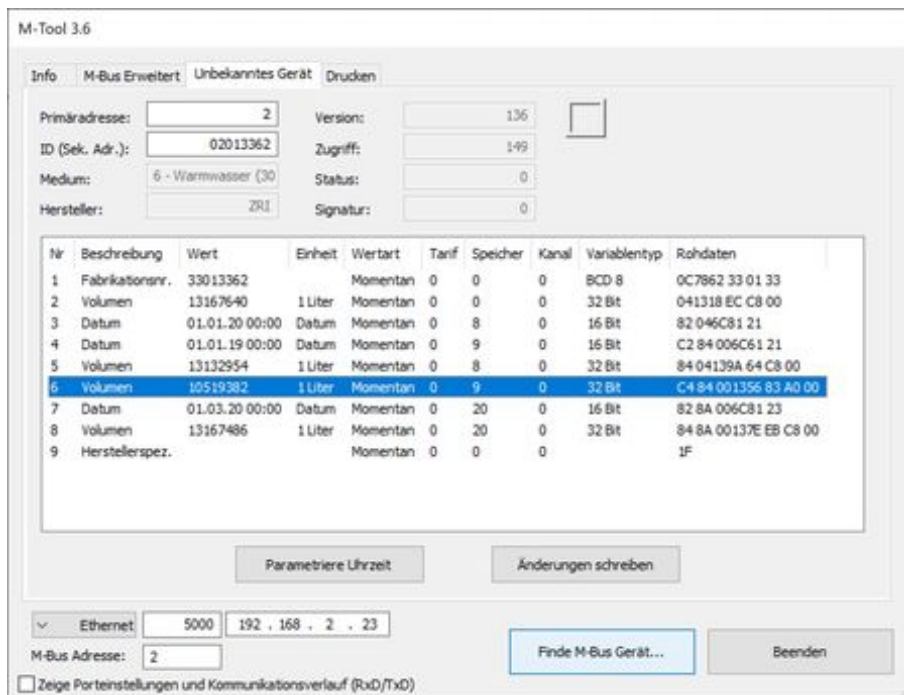 M-Tool 3.6
Info M-Bus Erweitert Unbekanntes Gerät Drucken
Primäradresse: 2 Version: 136
ID (Sek. Adr.): 02013362 Zugriff: 149
Medium: 6 - Warmwasser (30 Status: 0
Hersteller: ZRI Signatur: 0
Nr Beschreibung Wert Einheit Wertart Tarif Speicher Kanal Variablentyp Rohdaten
1 Fabrikationsnr. 33013362 Momentan 0 0 0 BCD 8 0C7862 33 01 33
2 Volumen 13167640 1 Liter Momentan 0 0 0 32 Bit 041318 EC C8 00
3 Datum 01.01.20 00:00 Datum Momentan 0 8 0 16 Bit 82 046C81 21
4 Datum 01.01.19 00:00 Datum Momentan 0 9 0 16 Bit C2 84 006C61 21
5 Volumen 13132954 1 Liter Momentan 0 8 0 32 Bit 84 04139A 64 C8 00
6 Volumen 10519382 1 Liter Momentan 0 9 0 32 Bit C4 84 001356 83 A0 00
7 Datum 01.03.20 00:00 Datum Momentan 0 20 0 16 Bit 82 8A 006C81 23
8 Volumen 13167486 1 Liter Momentan 0 20 0 32 Bit 84 8A 00137E EB C8 00
9 Herstellerspez. Momentan 0 0 0 1F
Parametriere Uhrzeit Änderungen schreiben
Ethernet 5000 192 . 168 . 2 . 23
M-Bus Adresse: 2 Finde M-Bus Gerät... Beenden
Zeige Porteinstellungen und Kommunikationsverlauf (RxD/TxD)